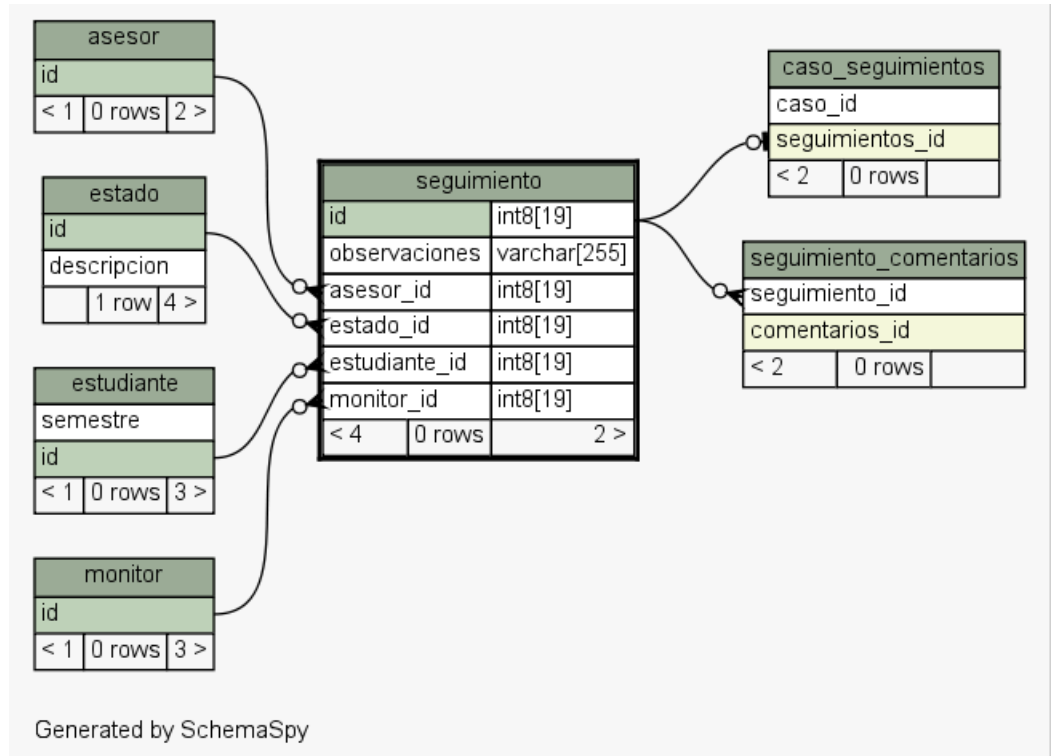 asesor
id
< 1 0 rows 2 >
estado
id
descripcion
1 row 4 >
estudiante
semestre
id
< 1 0 rows 3 >
monitor
id
< 1 0 rows 3 >
seguimiento
id int8[19]
observaciones varchar[255]
asesor_id int8[19]
estado_id int8[19]
estudiante_id int8[19]
monitor_id int8[19]
< 4 0 rows 2 >
caso_seguimientos
caso_id
seguimientos_id
< 2 0 rows
seguimiento_comentarios
seguimiento_id
comentarios_id
< 2 0 rows
Generated by SchemaSpy